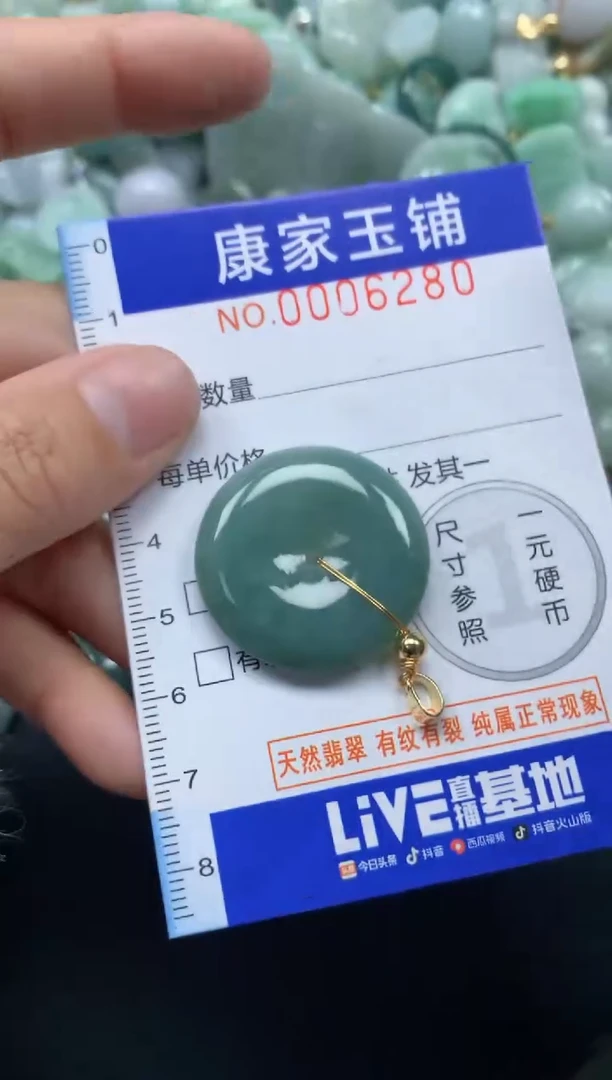 康家玉铺
NO.0006280
0
1
数量
每单价格
发其一
4
尺寸参照
一元硬币
1
5
6
有
天然翡翠 有纹有裂 纯属正常现象
7
LiVE直播基地
8
今日头条 抖音 西瓜视频 抖音火山版